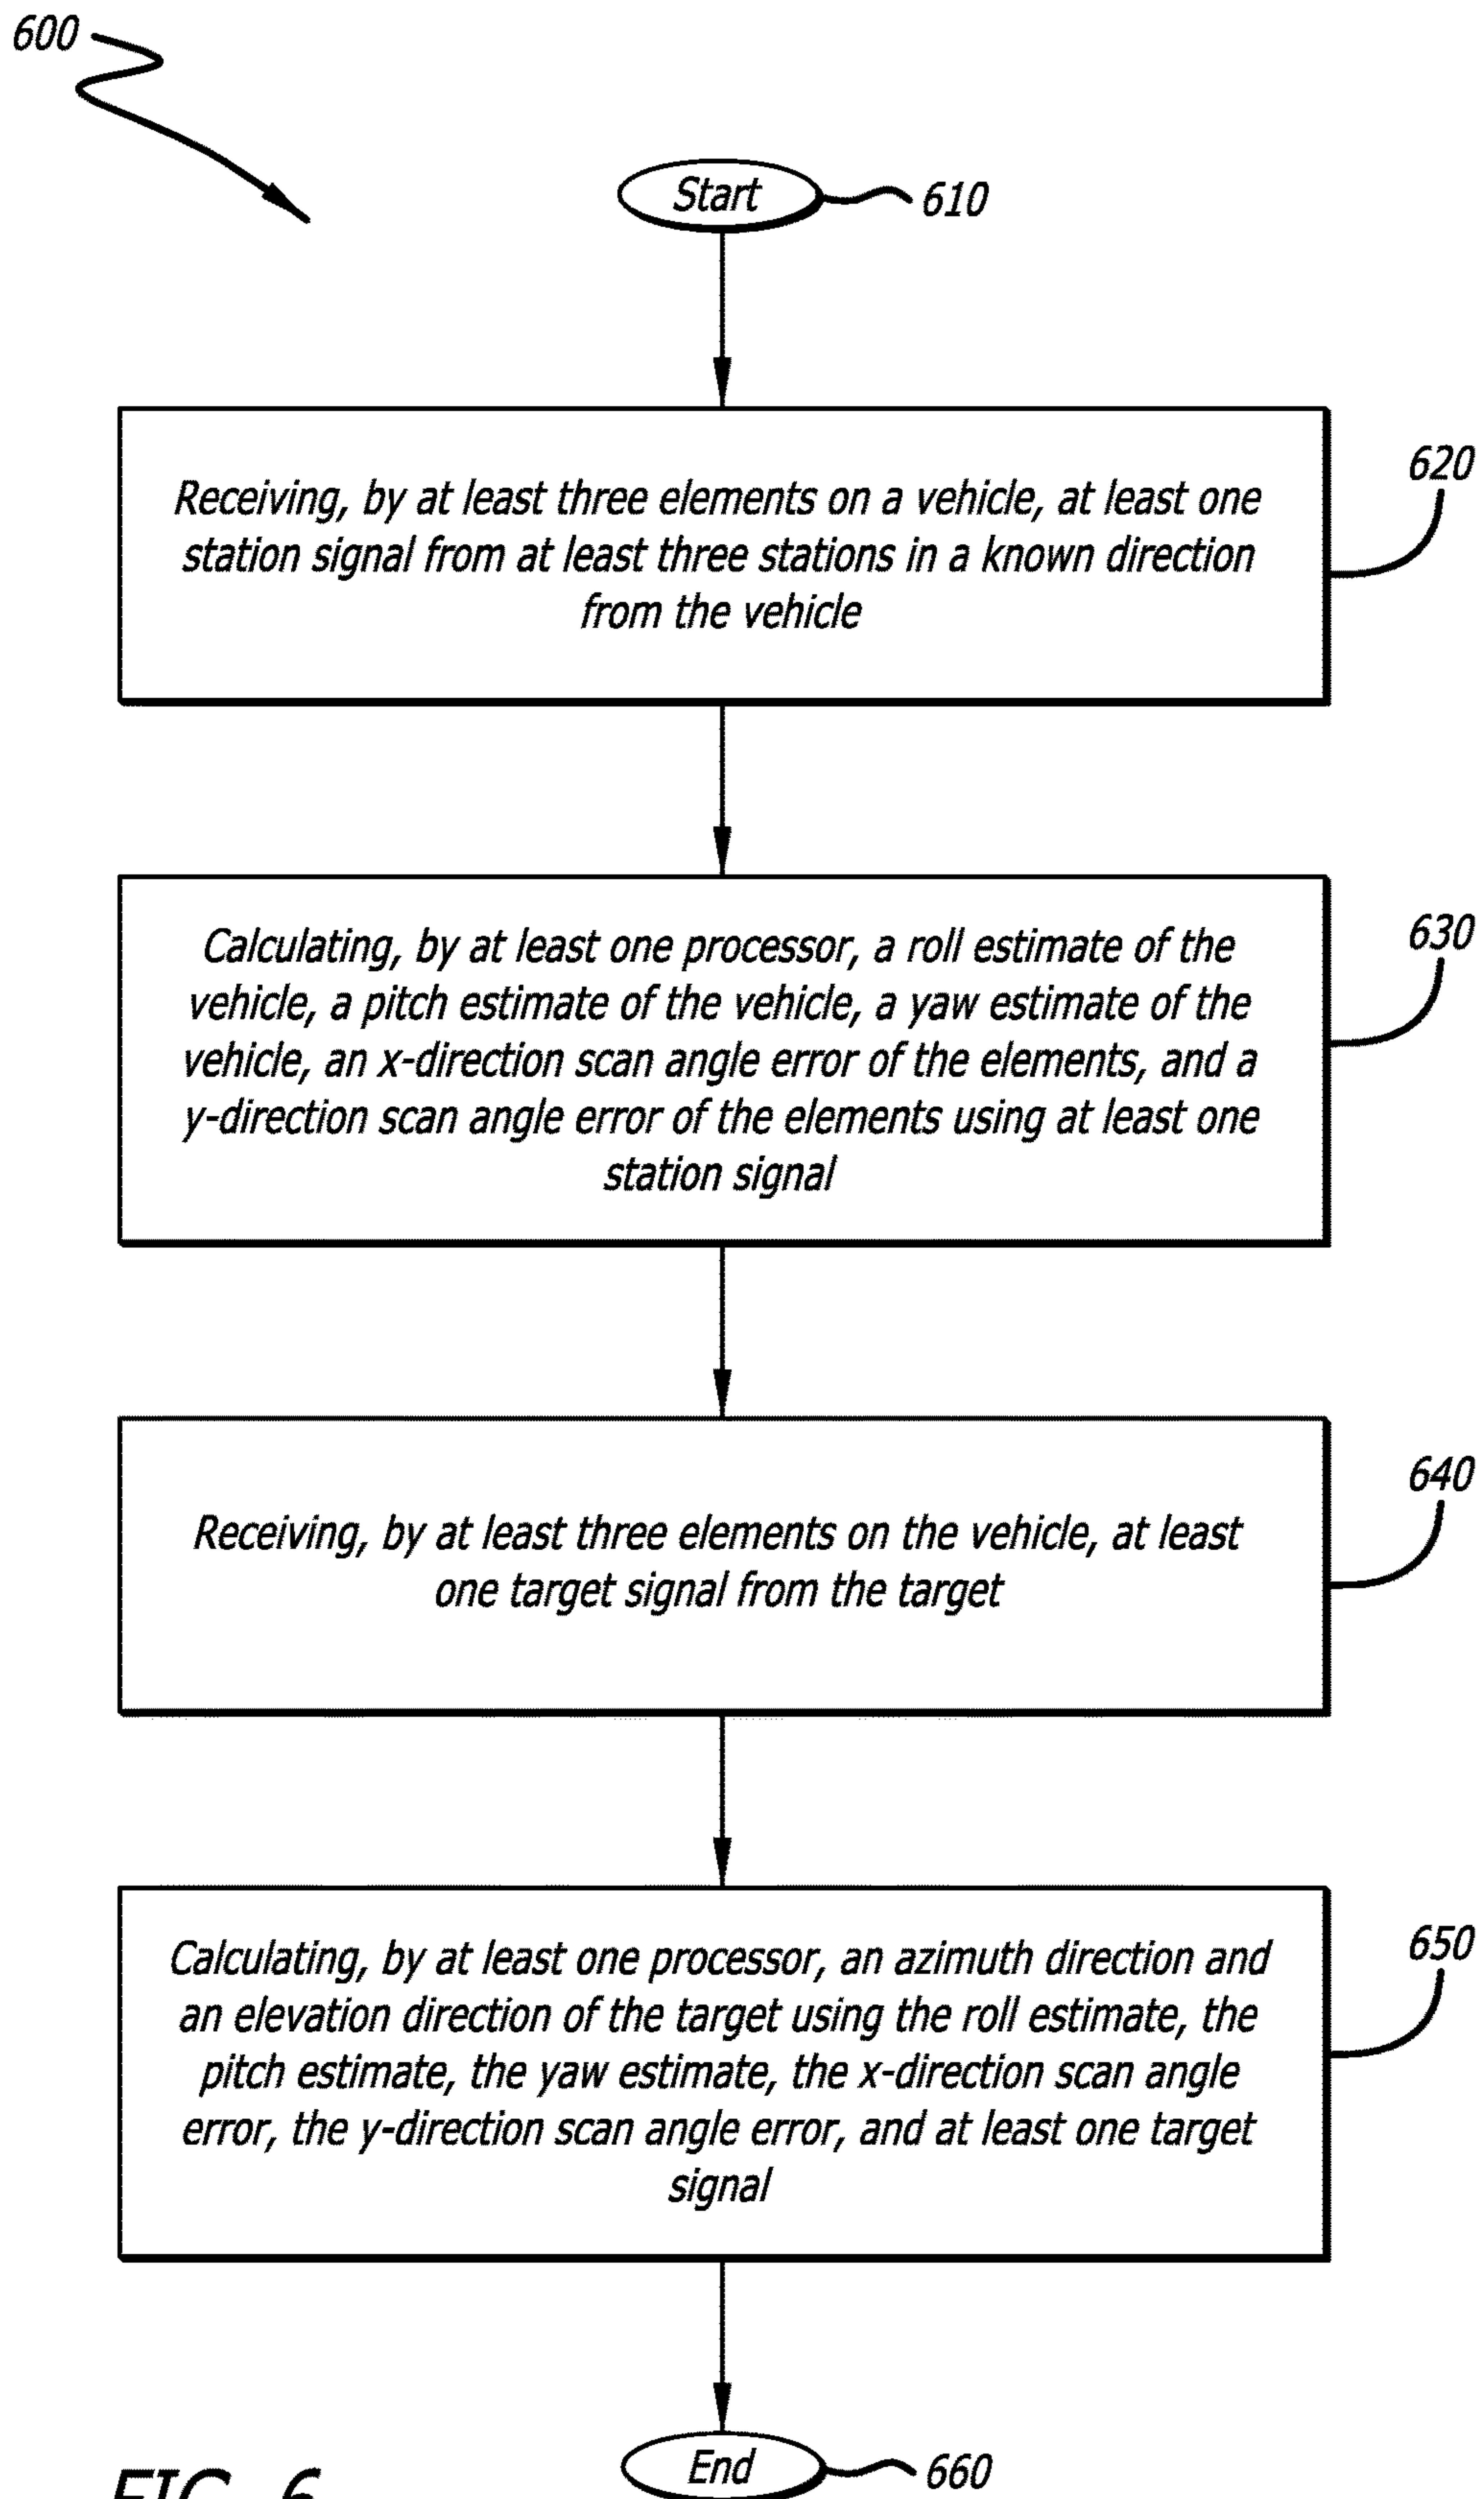 600
Start
610
Receiving, by at least three elements on a vehicle, at least one
station signal from at least three stations in a known direction
from the vehicle
620
Calculating, by at least one processor, a roll estimate of the
vehicle, a pitch estimate of the vehicle, a yaw estimate of the
vehicle, an x-direction scan angle error of the elements, and a
y-direction scan angle error of the elements using at least one
station signal
630
Receiving, by at least three elements on the vehicle, at least
one target signal from the target
640
Calculating, by at least one processor, an azimuth direction and
an elevation direction of the target using the roll estimate, the
pitch estimate, the yaw estimate, the x-direction scan angle
error, the y-direction scan angle error, and at least one target
signal
650
End
660
FIG. 6